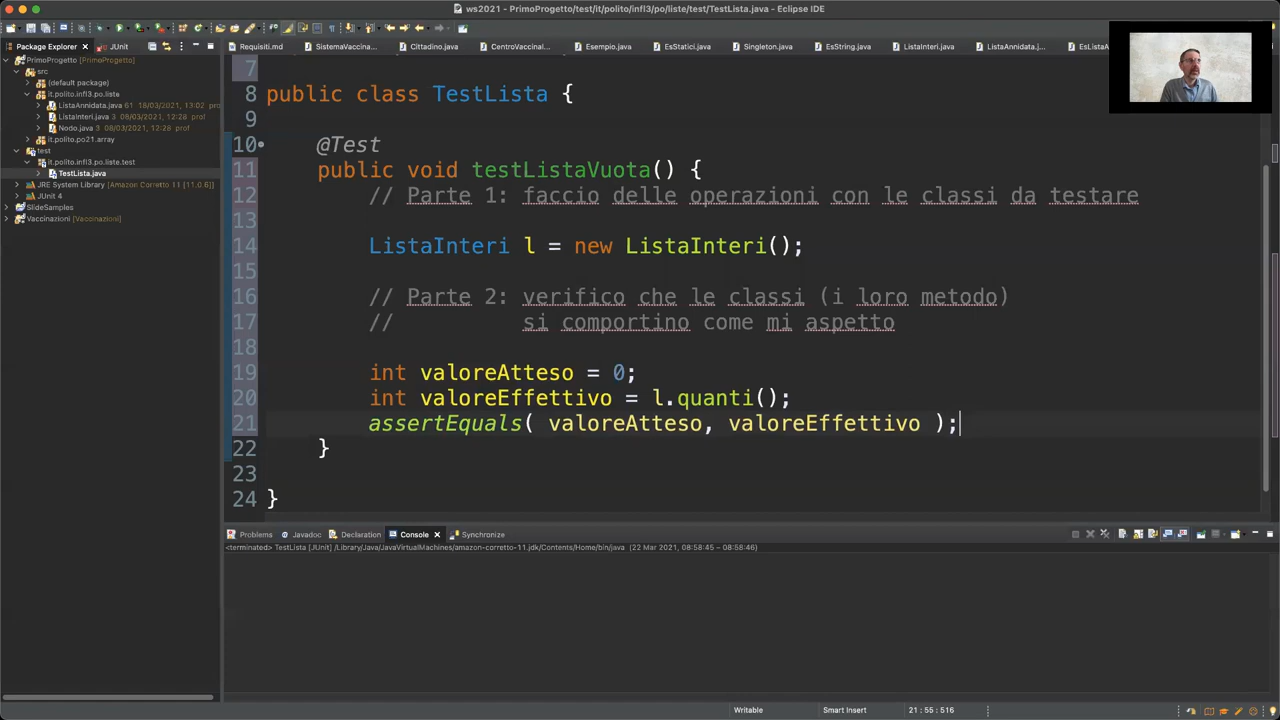 ws2021 - PrimoProgetto/test/it/polito/infl3/po/liste/test/TestLista.java - Eclipse IDE
Package Explorer
JUnit
Requisiti.md
SistemaVaccina...
Cittadino.java
CentroVaccinal...
Esempio.java
EsStatici.java
Singleton.java
EsString.java
ListaInteri.java
ListaAnnidata.j...
EsListaA
PrimoProgetto [PrimoProgetto]
src
(default package)
it.polito.infl3.po.liste
ListaAnnidata.java 61 18/03/2021, 13:02 pro
ListaInteri.java 3 08/03/2021, 12:28 prof
Nodo.java 3 08/03/2021, 12:28 prof
it.polito.po21.array
test
it.polito.infl3.po.liste.test
TestLista.java
JRE System Library [Amazon Corretto 11 [11.0.6]]
JUnit 4
SlideSamples
Vaccinazioni [Vaccinazioni]
7
8 public class TestLista {
9
10 @Test
11 public void testListaVuota() {
12 // Parte 1: faccio delle operazioni con le classi da testare
13
14 ListaInteri l = new ListaInteri();
15
16 // Parte 2: verifico che le classi (i loro metodo)
17 // si comportino come mi aspetto
18
19 int valoreAtteso = 0;
20 int valoreEffettivo = l.quanti();
21 assertEquals( valoreAtteso, valoreEffettivo );
22 }
23
24 }
Problems
Javadoc
Declaration
Console
Synchronize
<terminated> TestLista [JUnit] /Library/Java/JavaVirtualMachines/amazon-corretto-11.jdk/Contents/Home/bin/java (22 Mar 2021, 08:58:45 – 08:58:46)
Writable
Smart Insert
21 : 55 : 516